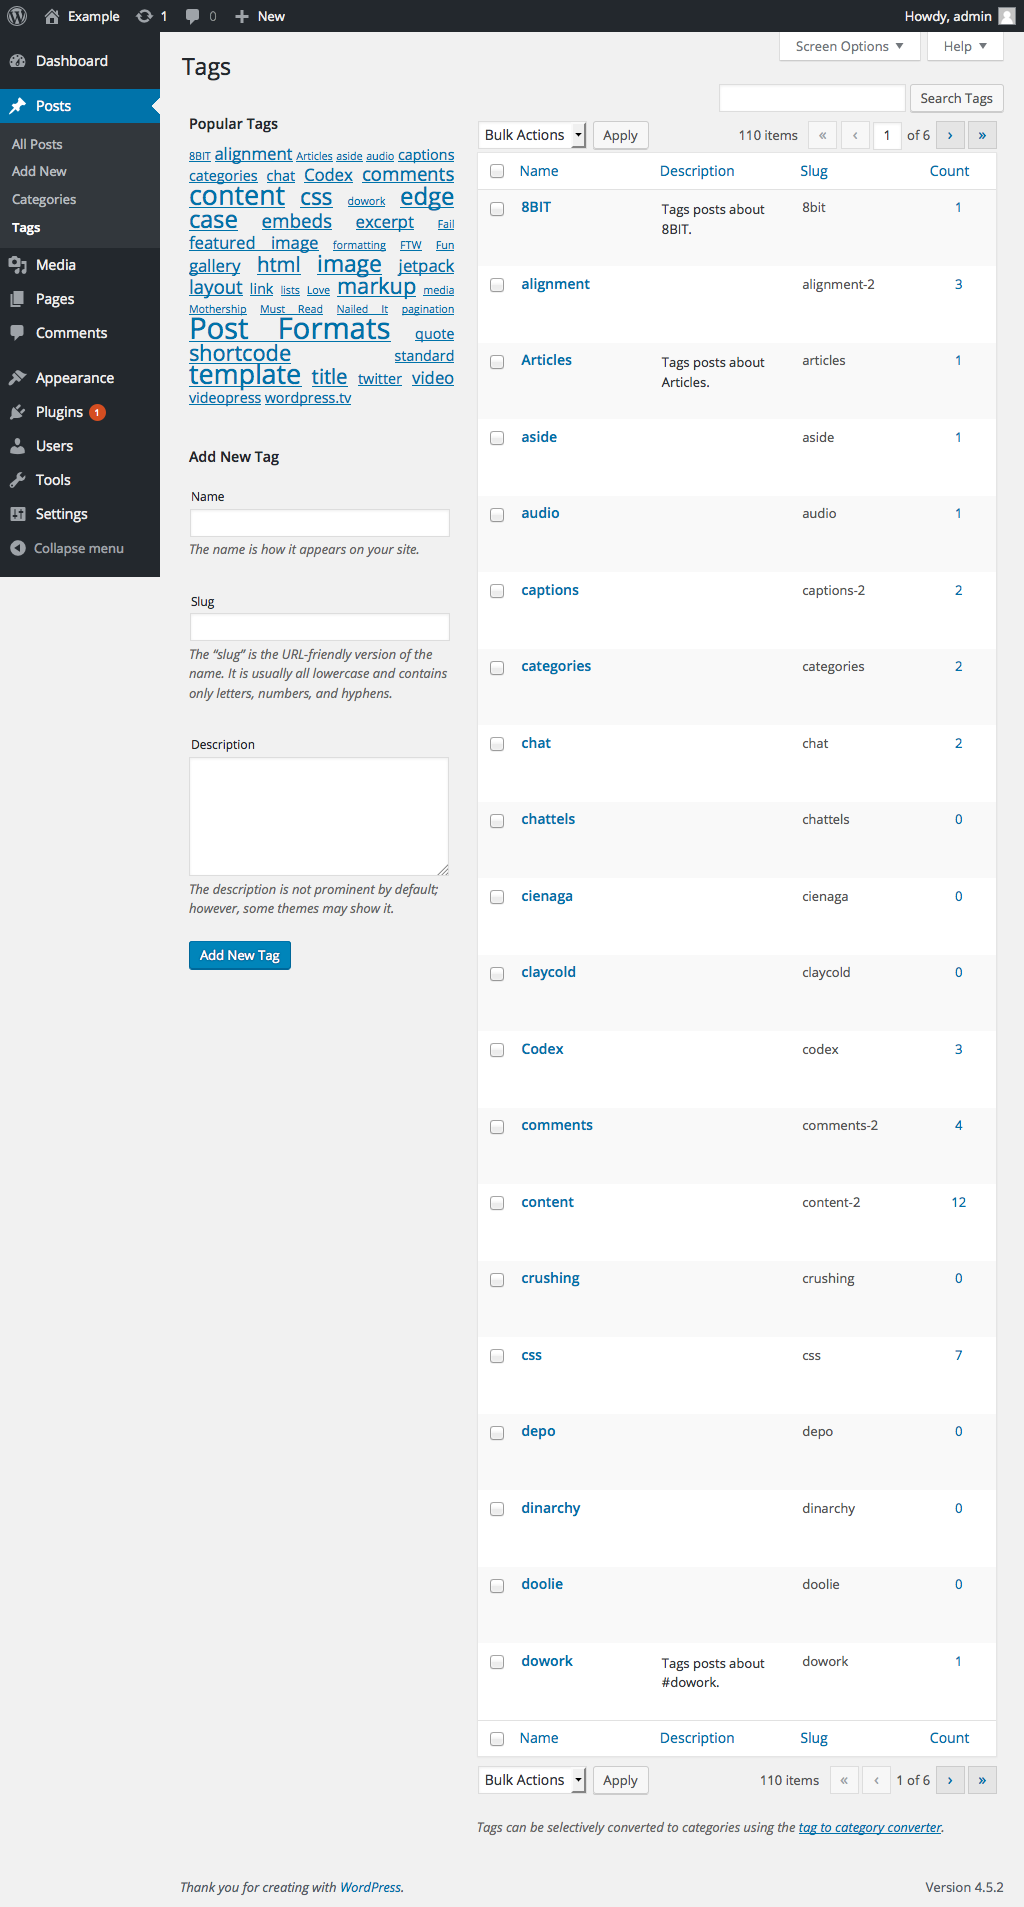 Example 1 0 New Howdy, admin
Dashboard
Posts
All Posts
Add New
Categories
Tags
Media
Pages
Comments
Appearance
Plugins 1
Users
Tools
Settings
Collapse menu
Screen Options Help
Tags
Search Tags
Popular Tags
8BIT alignment Articles aside audio captions
categories chat Codex comments
content css dowork edge
case embeds excerpt Fail
featured image formatting FTW Fun
gallery html image jetpack
layout link lists Love markup media
Mothership Must Read Nailed It pagination
Post Formats quote
shortcode standard
template title twitter video
videopress wordpress.tv
Add New Tag
Name
The name is how it appears on your site.
Slug
The “slug” is the URL-friendly version of the
name. It is usually all lowercase and contains
only letters, numbers, and hyphens.
Description
The description is not prominent by default;
however, some themes may show it.
Add New Tag
Bulk Actions Apply 110 items « ‹ 1 of 6 › »
Name Description Slug Count
8BIT Tags posts about 8bit 1
8BIT.
alignment alignment-2 3
Articles Tags posts about articles 1
Articles.
aside aside 1
audio audio 1
captions captions-2 2
categories categories 2
chat chat 2
chattels chattels 0
cienaga cienaga 0
claycold claycold 0
Codex codex 3
comments comments-2 4
content content-2 12
crushing crushing 0
css css 7
depo depo 0
dinarchy dinarchy 0
doolie doolie 0
dowork Tags posts about dowork 1
#dowork.
Name Description Slug Count
Bulk Actions Apply 110 items « ‹ 1 of 6 › »
Tags can be selectively converted to categories using the tag to category converter.
Thank you for creating with WordPress. Version 4.5.2